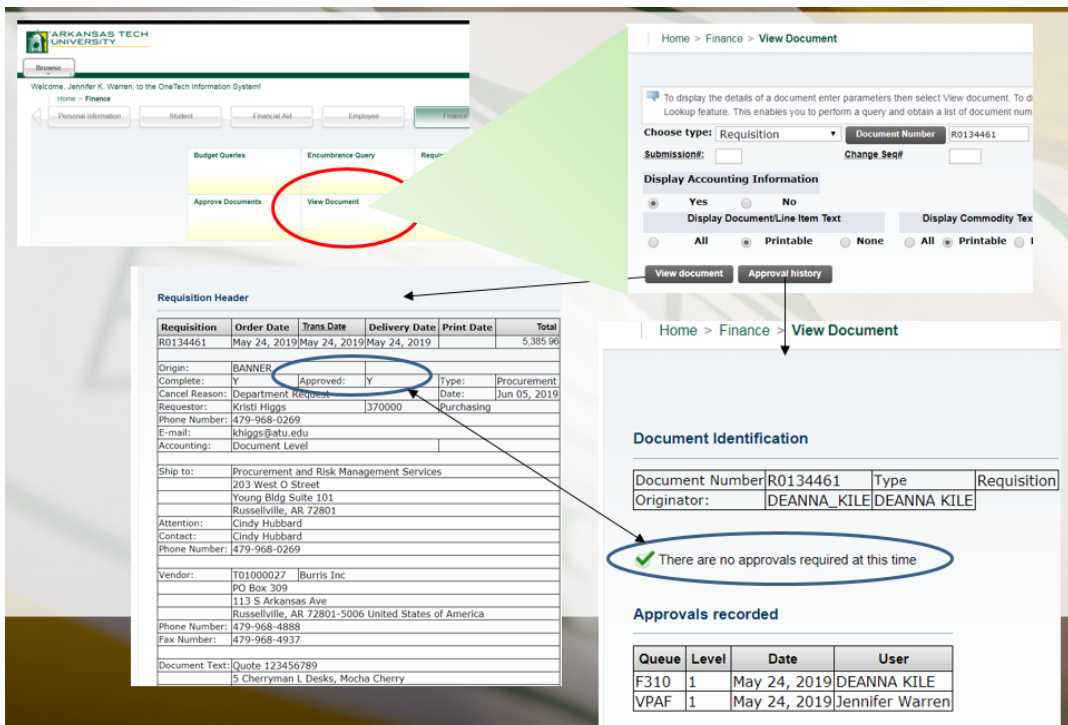 ARKANSAS TECH
UNIVERSITY
Browse
Welcome, Jennifer K. Warren, to the OneTech Information System!
Home > Finance
Personal Information Student Financial Aid Employee Finance
Budget Queries Encumbrance Query
Approve Documents View Document
Home > Finance > View Document
To display the details of a document enter parameters then select View document. To
Lookup feature. This enables you to perform a query and obtain a list of document
Choose type: Requisition Document Number R0134461
Submission#: Change Seq#
Display Accounting Information
Yes No
Display Document/Line Item Text Display Commodity
All Printable None All Printable
View document Approval history
Requisition Header
Requisition Order Date Trans Date Delivery Date Print Date Total
R0134461 May 24, 2019 May 24, 2019 May 24, 2019 5,385.96
Origin: BANNER
Complete: Y Approved: Y Type: Procurement
Cancel Reason: Department Request Date: Jun 05, 2019
Requestor: Kristi Higgs 370000 Purchasing
Phone Number: 479-968-0269
E-mail: khiggs@atu.edu
Accounting: Document Level
Ship to: Procurement and Risk Management Services
203 West O Street
Young Bldg Suite 101
Russellville, AR 72801
Attention: Cindy Hubbard
Contact: Cindy Hubbard
Phone Number: 479-968-0269
Vendor: T01000027 Burris Inc
PO Box 309
113 S Arkansas Ave
Russellville, AR 72801-5006 United States of America
Phone Number: 479-968-4888
Fax Number: 479-968-4937
Document Text: Quote 123456789
5 Cherryman L Desks, Mocha Cherry
Home > Finance > View Document
Document Identification
Document Number R0134461 Type Requisition
Originator: DEANNA_KILE DEANNA KILE
There are no approvals required at this time
Approvals recorded
Queue Level Date User
F310 1 May 24, 2019 DEANNA KILE
VPAF 1 May 24, 2019 Jennifer Warren